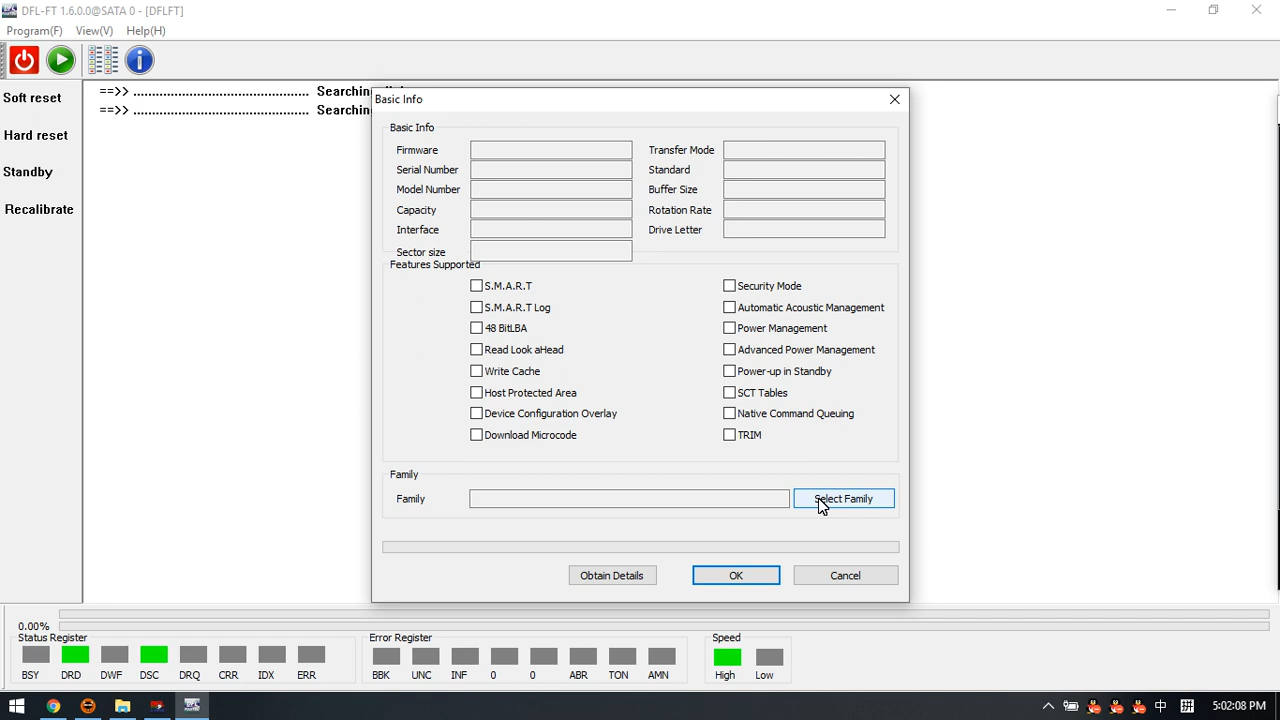 DFL-FT 1.6.0.0@SATA 0 - [DFLFT]
Program(F) View(V) Help(H)
Soft reset
Hard reset
Standby
Recalibrate
==>> ....................................... Searching
==>> ....................................... Searching
Basic Info
Basic Info
Firmware
Transfer Mode
Serial Number
Standard
Model Number
Buffer Size
Capacity
Rotation Rate
Interface
Drive Letter
Sector size
Features Supported
S.M.A.R.T
Security Mode
S.M.A.R.T Log
Automatic Acoustic Management
48 BitLBA
Power Management
Read Look aHead
Advanced Power Management
Write Cache
Power-up in Standby
Host Protected Area
SCT Tables
Device Configuration Overlay
Native Command Queuing
Download Microcode
TRIM
Family
Family
Select Family
Obtain Details OK Cancel
0.00%
Status Register
BSY DRD DWF DSC DRQ CRR IDX ERR
Error Register
BBK UNC INF 0 0 ABR TON AMN
Speed
High Low
中 拼 5:02:08 PM